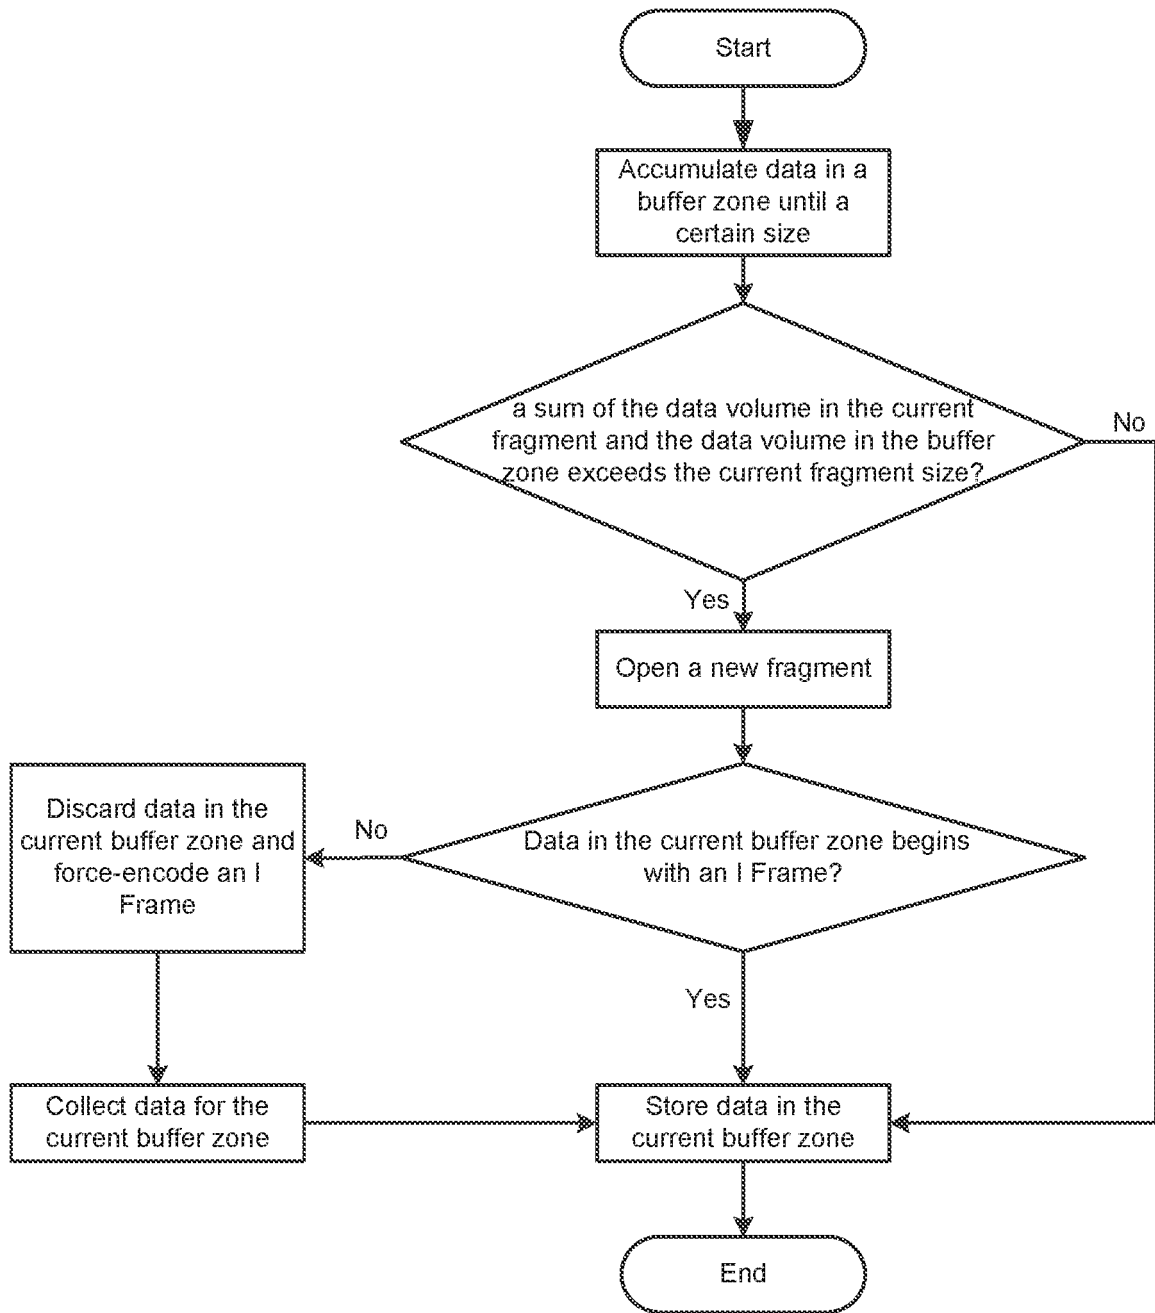 Start
Accumulate data in a
buffer zone until a
certain size
a sum of the data volume in the current
fragment and the data volume in the buffer
zone exceeds the current fragment size?
No
Yes
Open a new fragment
Discard data in the
current buffer zone and
force-encode an I
Frame
No
Data in the current buffer zone begins
with an I Frame?
Yes
Collect data for the
current buffer zone
Store data in the
current buffer zone
End